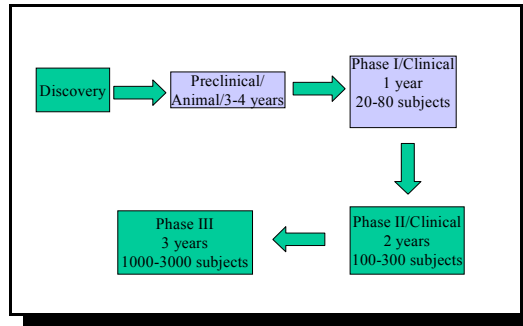 Discovery
Preclinical/
Animal/3-4 years
Phase I/Clinical
1 year
20-80 subjects
Phase II/Clinical
2 years
100-300 subjects
Phase III
3 years
1000-3000 subjects